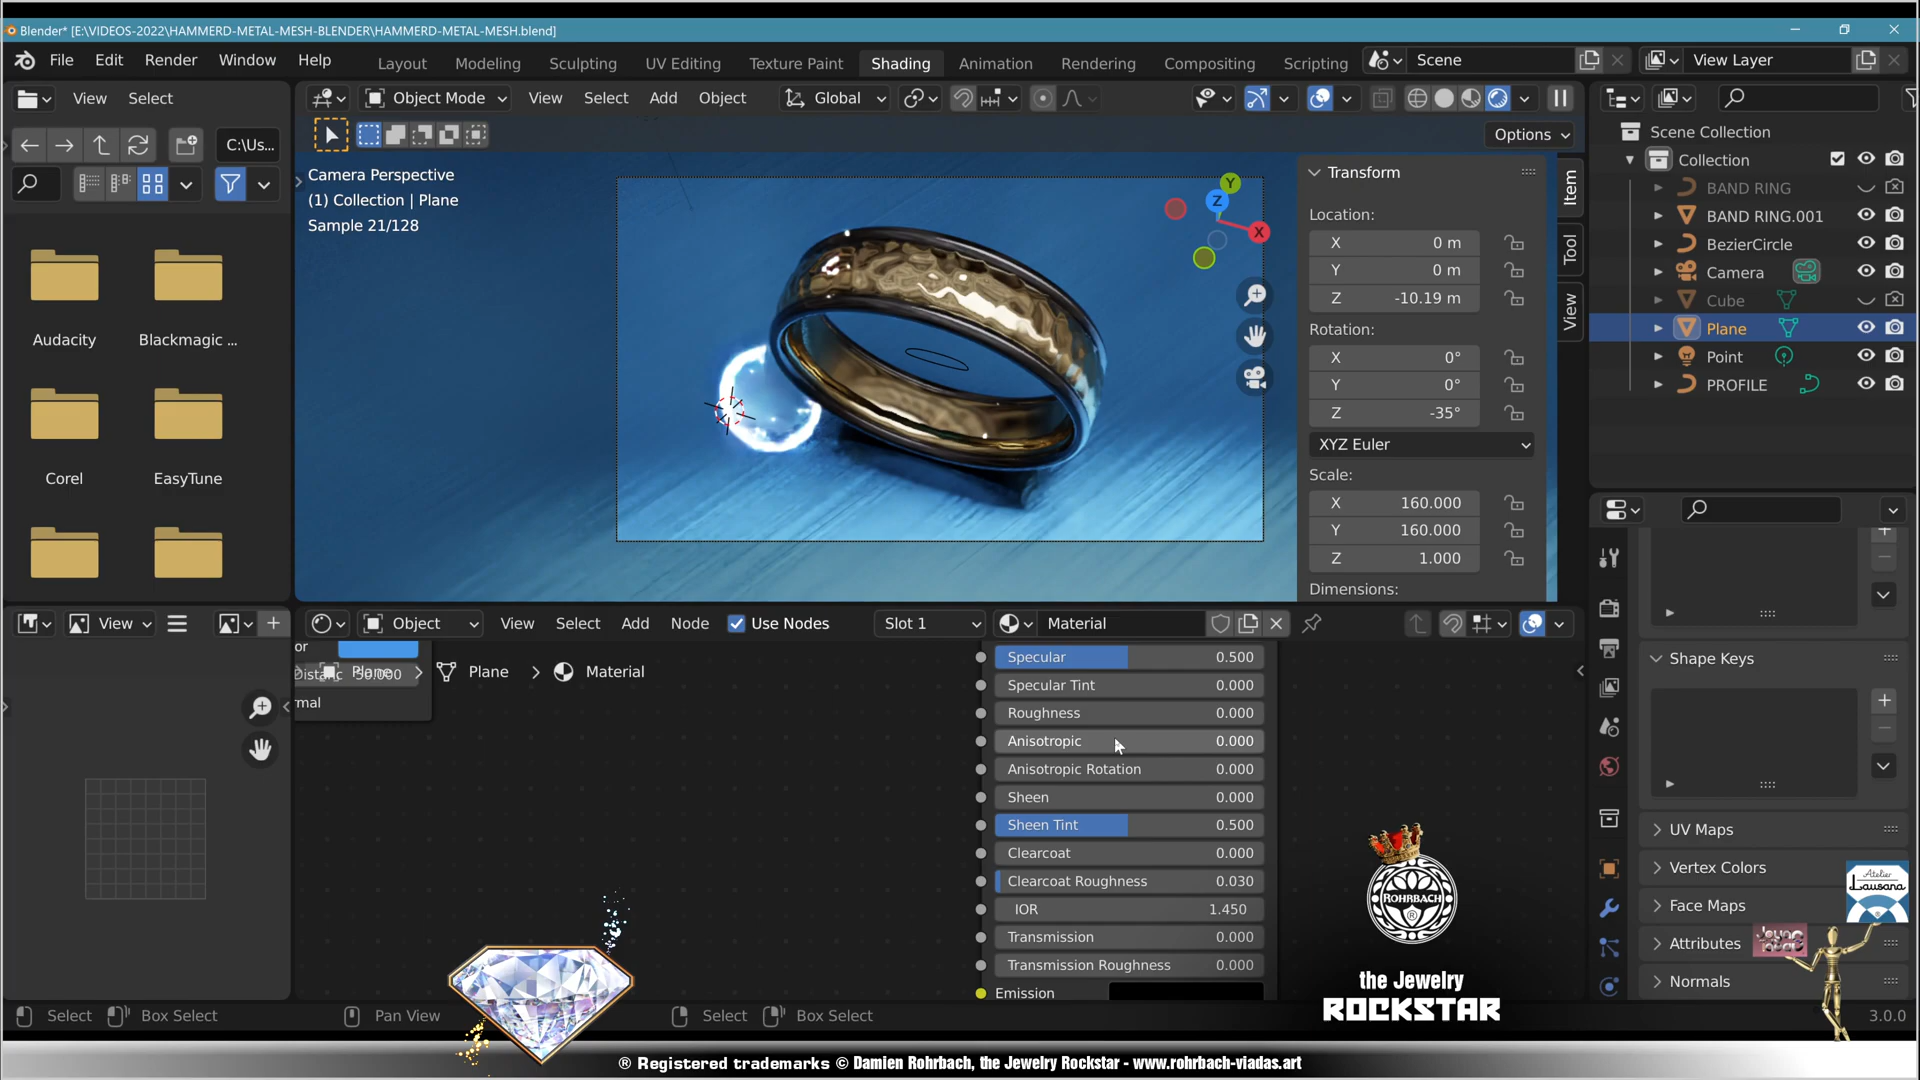 Blender* [E:\VIDEOS-2022\HAMMERD-METAL-MESH-BLENDER\HAMMERD-METAL-MESH.blend]
File Edit Render Window Help
Layout Modeling Sculpting UV Editing Texture Paint Shading Animation Rendering Compositing Scripting
Scene
View Layer
View Select
C:\Us...
Audacity
Blackmagic ...
Corel
EasyTune
Object Mode View Select Add Object Global
Options
Camera Perspective
(1) Collection | Plane
Sample 21/128
Y
Z
X
Transform
Location:
X 0 m
Y 0 m
Z -10.19 m
Rotation:
X 0°
Y 0°
Z -35°
XYZ Euler
Scale:
X 160.000
Y 160.000
Z 1.000
Dimensions:
Item
Tool
View
Scene Collection
Collection
BAND RING
BAND RING.001
BezierCircle
Camera
Cube
Plane
Point
PROFILE
View
Object View Select Add Node Use Nodes Slot 1 Material
or
Distanc 50.000
rmal
Plane > Plane > Material
Specular 0.500
Specular Tint 0.000
Roughness 0.000
Anisotropic 0.000
Anisotropic Rotation 0.000
Sheen 0.000
Sheen Tint 0.500
Clearcoat 0.000
Clearcoat Roughness 0.030
IOR 1.450
Transmission 0.000
Transmission Roughness 0.000
Emission
Shape Keys
UV Maps
Vertex Colors
Face Maps
Attributes
Normals
Atelier
Lausana
ROHRBACH
®
the Jewelry
ROCKSTAR
Select Box Select Pan View Select Box Select 3.0.0
® Registered trademarks © Damien Rohrbach, the Jewelry Rockstar - www.rohrbach-viadas.art